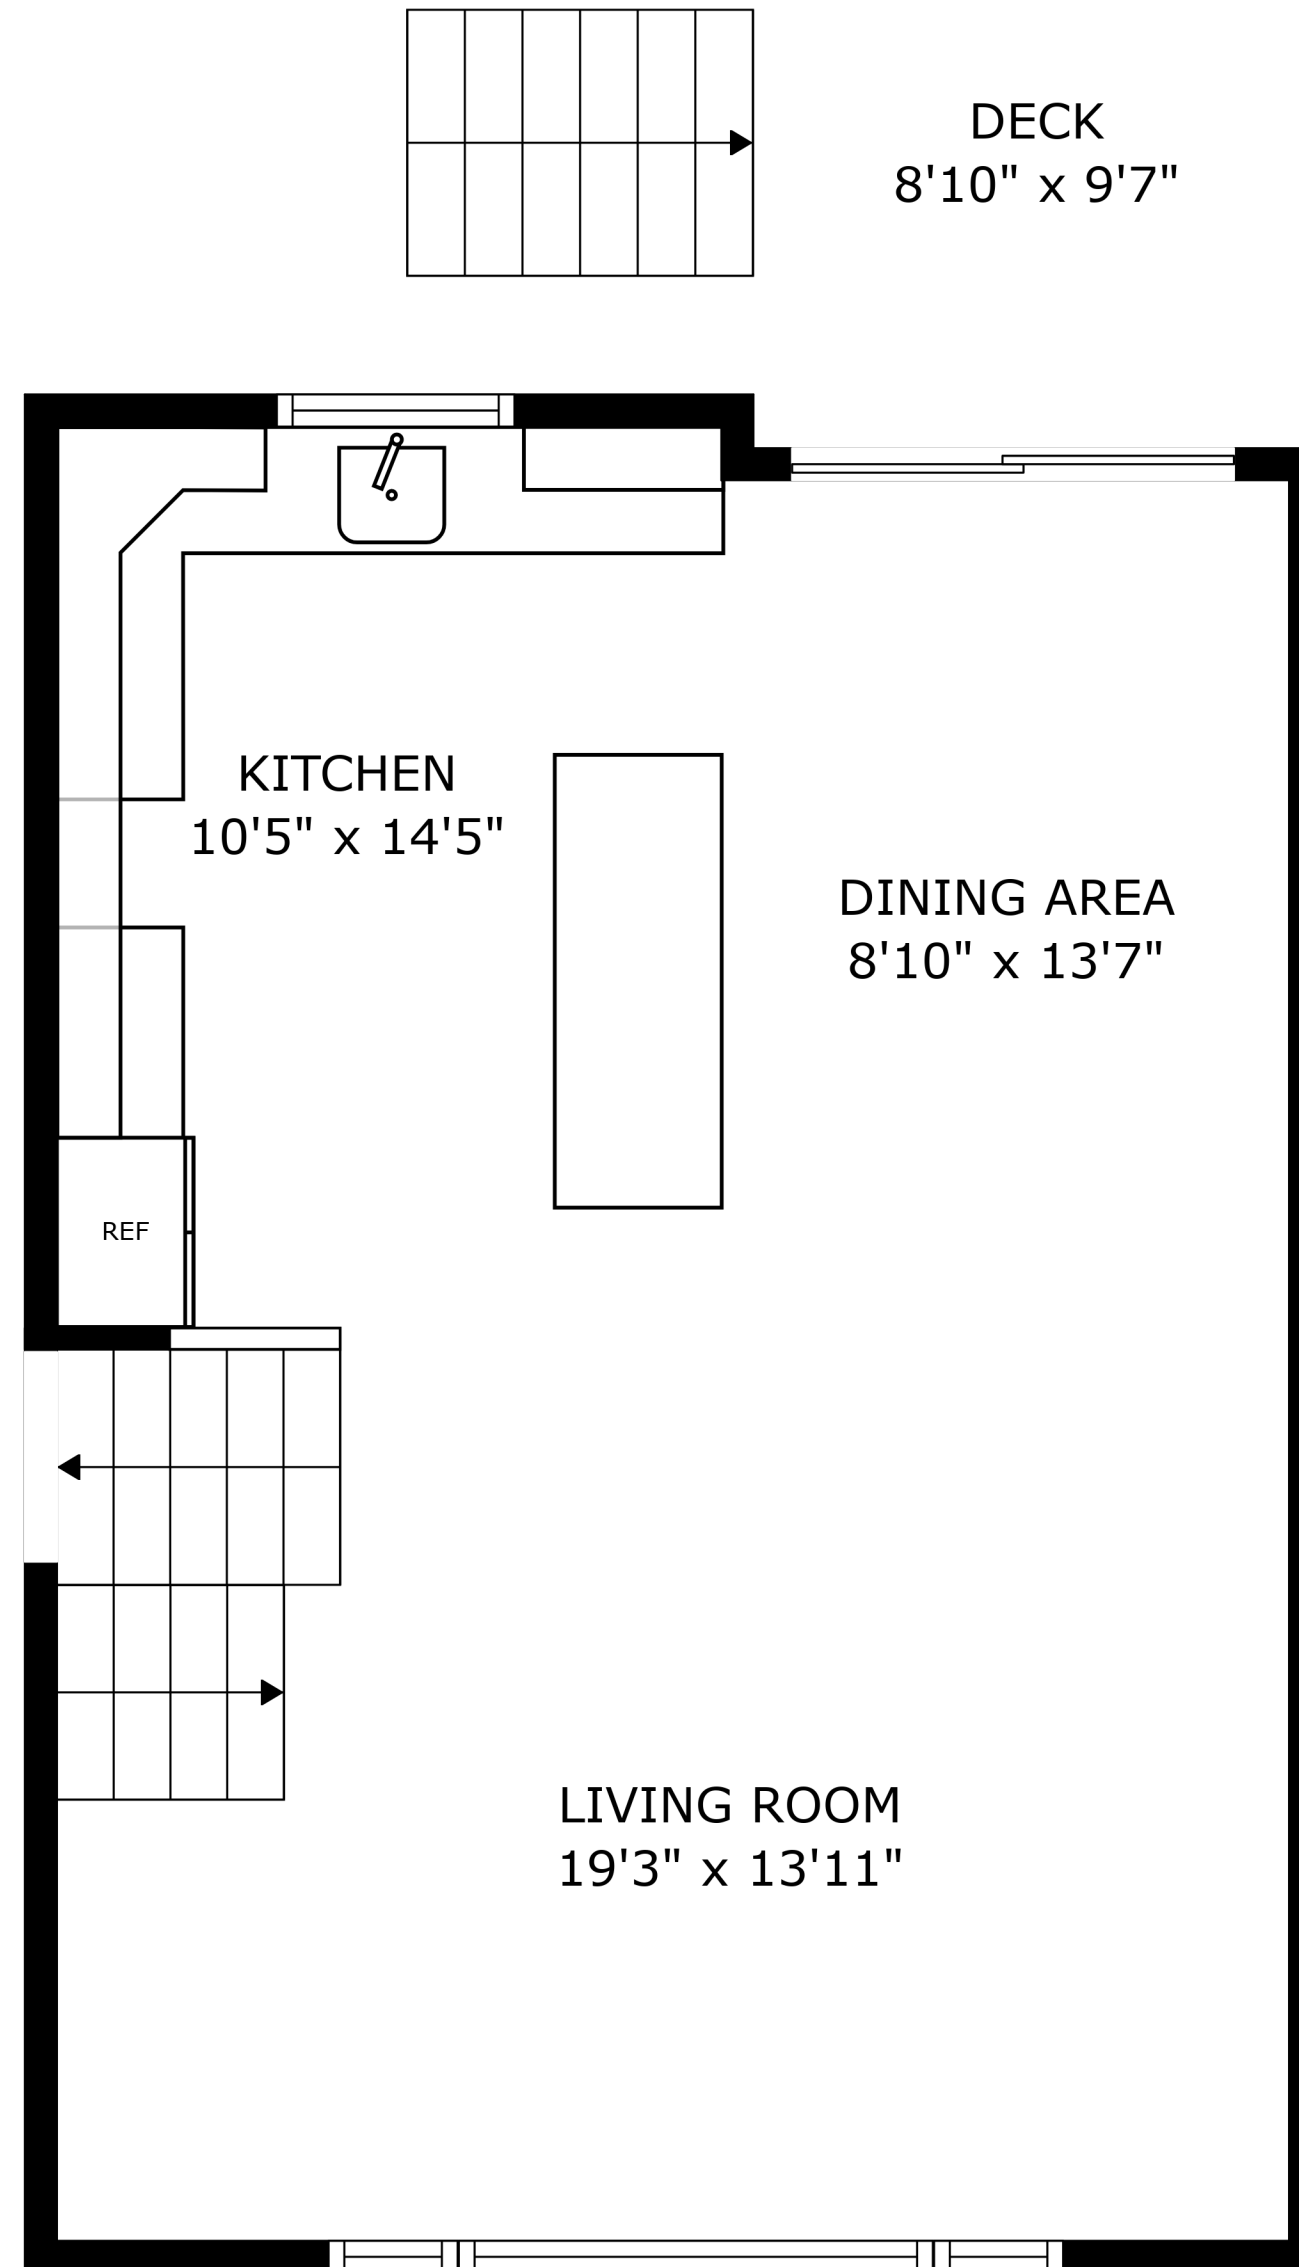 DECK
8'10" x 9'7"
KITCHEN
10'5" x 14'5"
DINING AREA
8'10" x 13'7"
REF
LIVING ROOM
19'3" x 13'11"